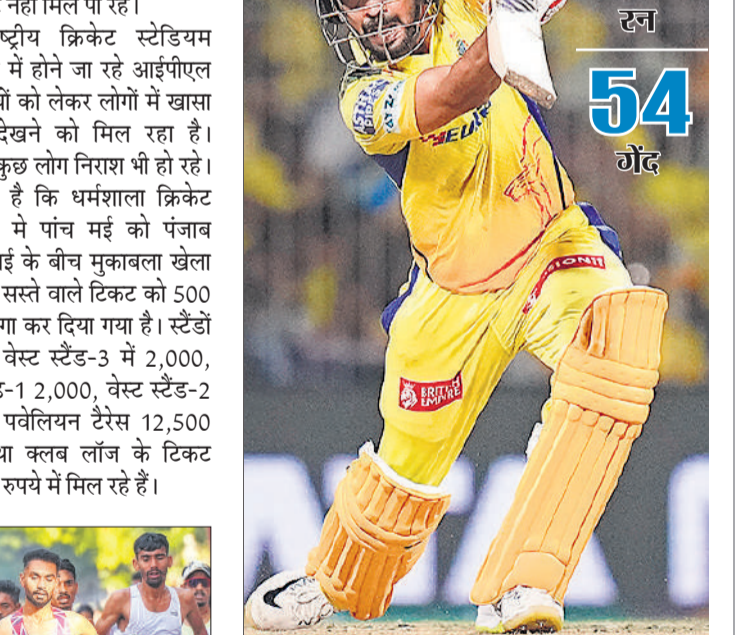 नहीं मिल पा रहे।
ष्ट्रीय क्रिकेट स्टेडियम
में होने जा रहे आईपीएल
को लेकर लोगों में खासा
देखने को मिल रहा है।
कुछ लोग निराश भी हो रहे।
है कि धर्मशाला क्रिकेट
मे पांच मई को पंजाब
के बीच मुकाबला खेला
सस्ते वाले टिकट को 500
गा कर दिया गया है। स्टैंडों
वेस्ट स्टैंड-3 में 2,000,
-1 2,000, वेस्ट स्टैंड-2
पवेलियन टैरेस 12,500
क्लब लॉज के टिकट
रुपये में मिल रहे हैं।
रन
54
गेंद
BRITISH
EMPIRE